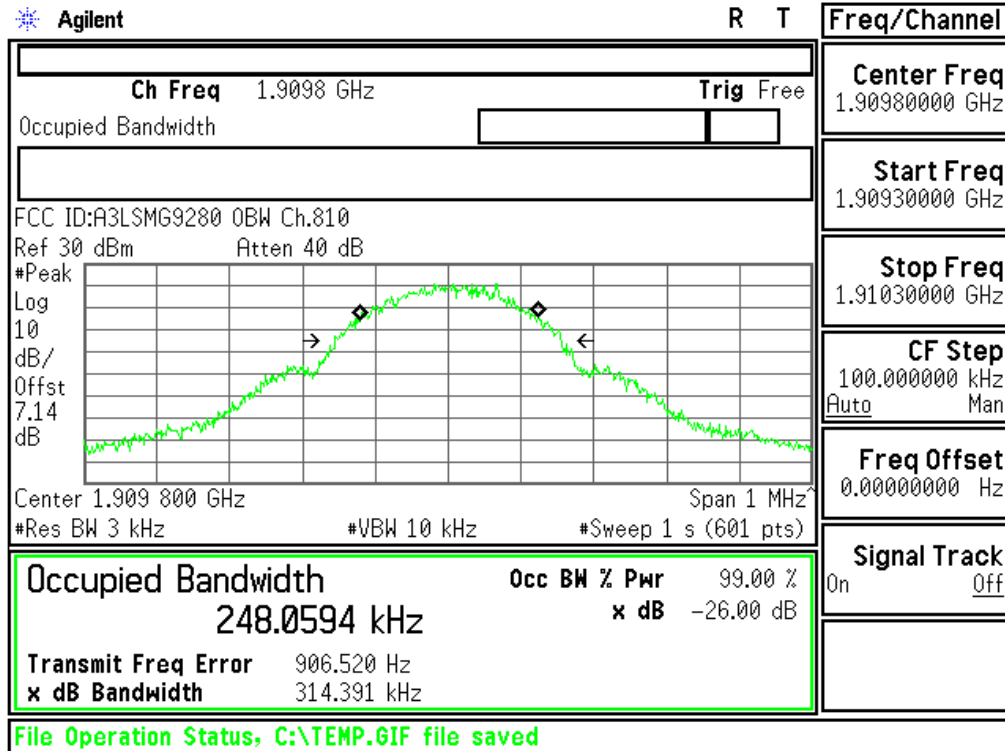 Agilent R T
Ch Freq 1.9098 GHz Trig Free
Occupied Bandwidth
FCC ID:A3LSMG9280 OBW Ch.810
Ref 30 dBm Atten 40 dB
#Peak
Log
10
dB/
Offst
7.14
dB
Center 1.909 800 GHz Span 1 MHz^
#Res BW 3 kHz #VBW 10 kHz #Sweep 1 s (601 pts)
Occupied Bandwidth
248.0594 kHz
Occ BW % Pwr 99.00 %
x dB -26.00 dB
Transmit Freq Error 906.520 Hz
x dB Bandwidth 314.391 kHz
File Operation Status, C:\TEMP.GIF file saved
Freq/Channel
Center Freq
1.90980000 GHz
Start Freq
1.90930000 GHz
Stop Freq
1.91030000 GHz
CF Step
100.000000 kHz
Auto Man
Freq Offset
0.00000000 Hz
Signal Track
On Off